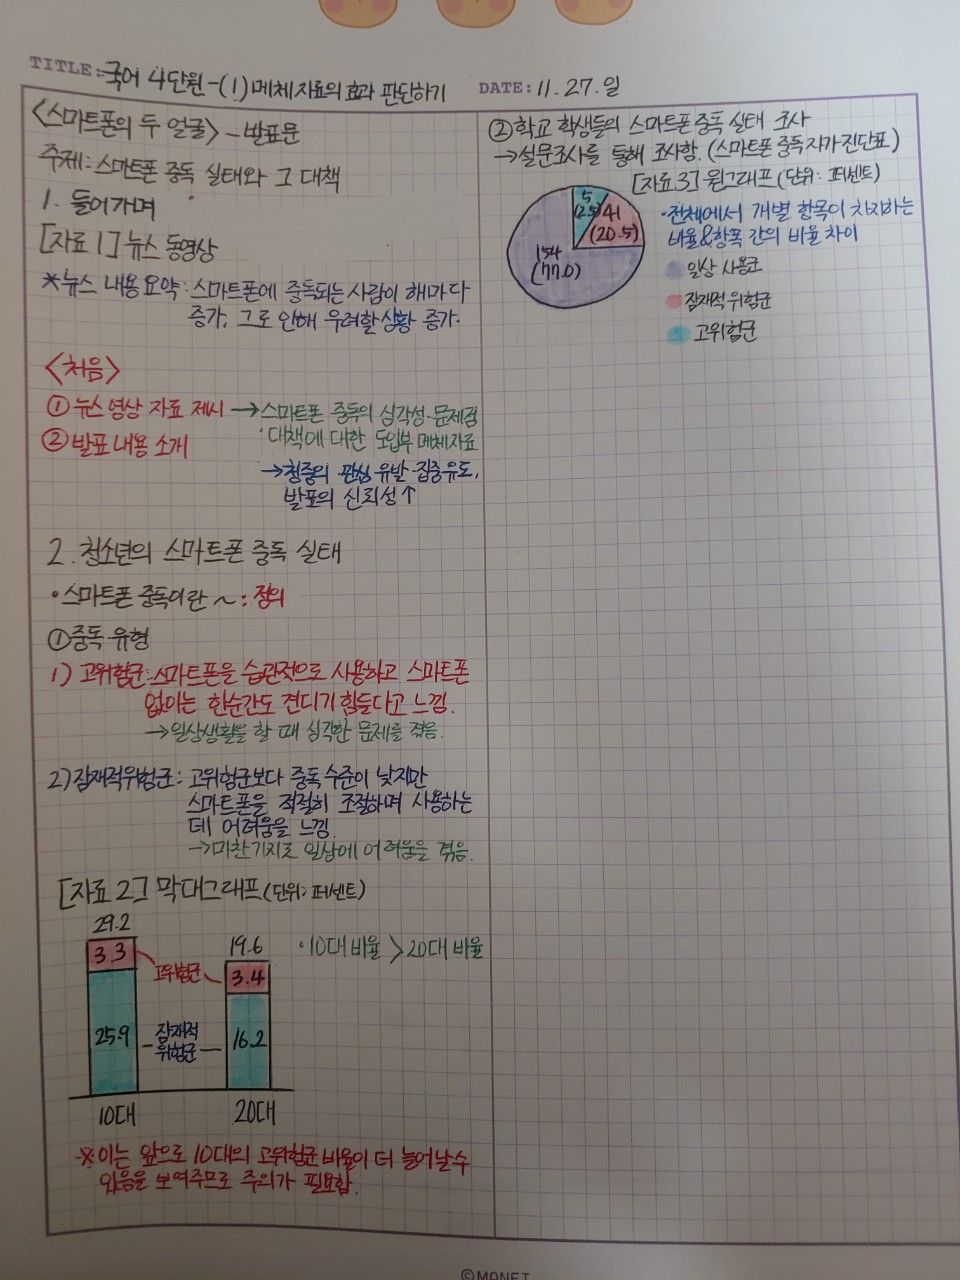 TITLE: 국어 4단원-(1) 메체 자료의 효과 판단하기
DATE: 11.27.일
<스마트폰의 두 얼굴> - 발표문
주제: 스마트폰 중독 실태와 그 대책
1. 들어가며
[자료1] 뉴스 동영상
*뉴스 내용 요약: 스마트폰에 중독되는 사람이 해마다
증가, 그로 인해 우려할 상황 증가.
<처음>
① 뉴스 영상 자료 제시 → 스마트폰 중독의 심각성·문제점
대책에 대한 도입부 메체자료
② 발표 내용 소개
→ 청중의 관심 유발·집중유도,
발표의 신뢰성↑
2. 청소년의 스마트폰 중독 실태
·스마트폰 중독이란 ~: 정의
① 중독 유형
1) 고위험군: 스마트폰을 습관적으로 사용하고 스마트폰
없이는 한순간도 견디기 힘들다고 느낌.
→ 일상생활을 할 때 심각한 문제를 겪음.
2) 잠재적위험군: 고위험군보다 중독 수준이 낮지만
스마트폰을 적절히 조절하며 사용하는
데 어려움을 느낌.
→ 마찬가지로 일상에 어려움을 겪음.
[자료2] 막대그래프 (단위: 퍼센트)
29.2
19.6
·10대 비율 > 20대 비율
3.3
고위험군
3.4
25.9
잠재적
위험군
16.2
10대
20대
※이는 앞으로 10대의 고위험군 비율이 더 늘어날 수
있음을 보여주므로 주의가 필요함.
② 학교 학생들의 스마트폰 중독 실태 조사
→ 설문조사를 통해 조사함. (스마트폰 중독 자가 진단표)
[자료3] 원그래프 (단위: 퍼센트)
5
(2.5)
41
(20.5)
154
(77.0)
·전체에서 개별 항목이 차지하는
비율&항목 간의 비율 차이
일상 사용군
잠재적 위험군
고위험군
©MONET